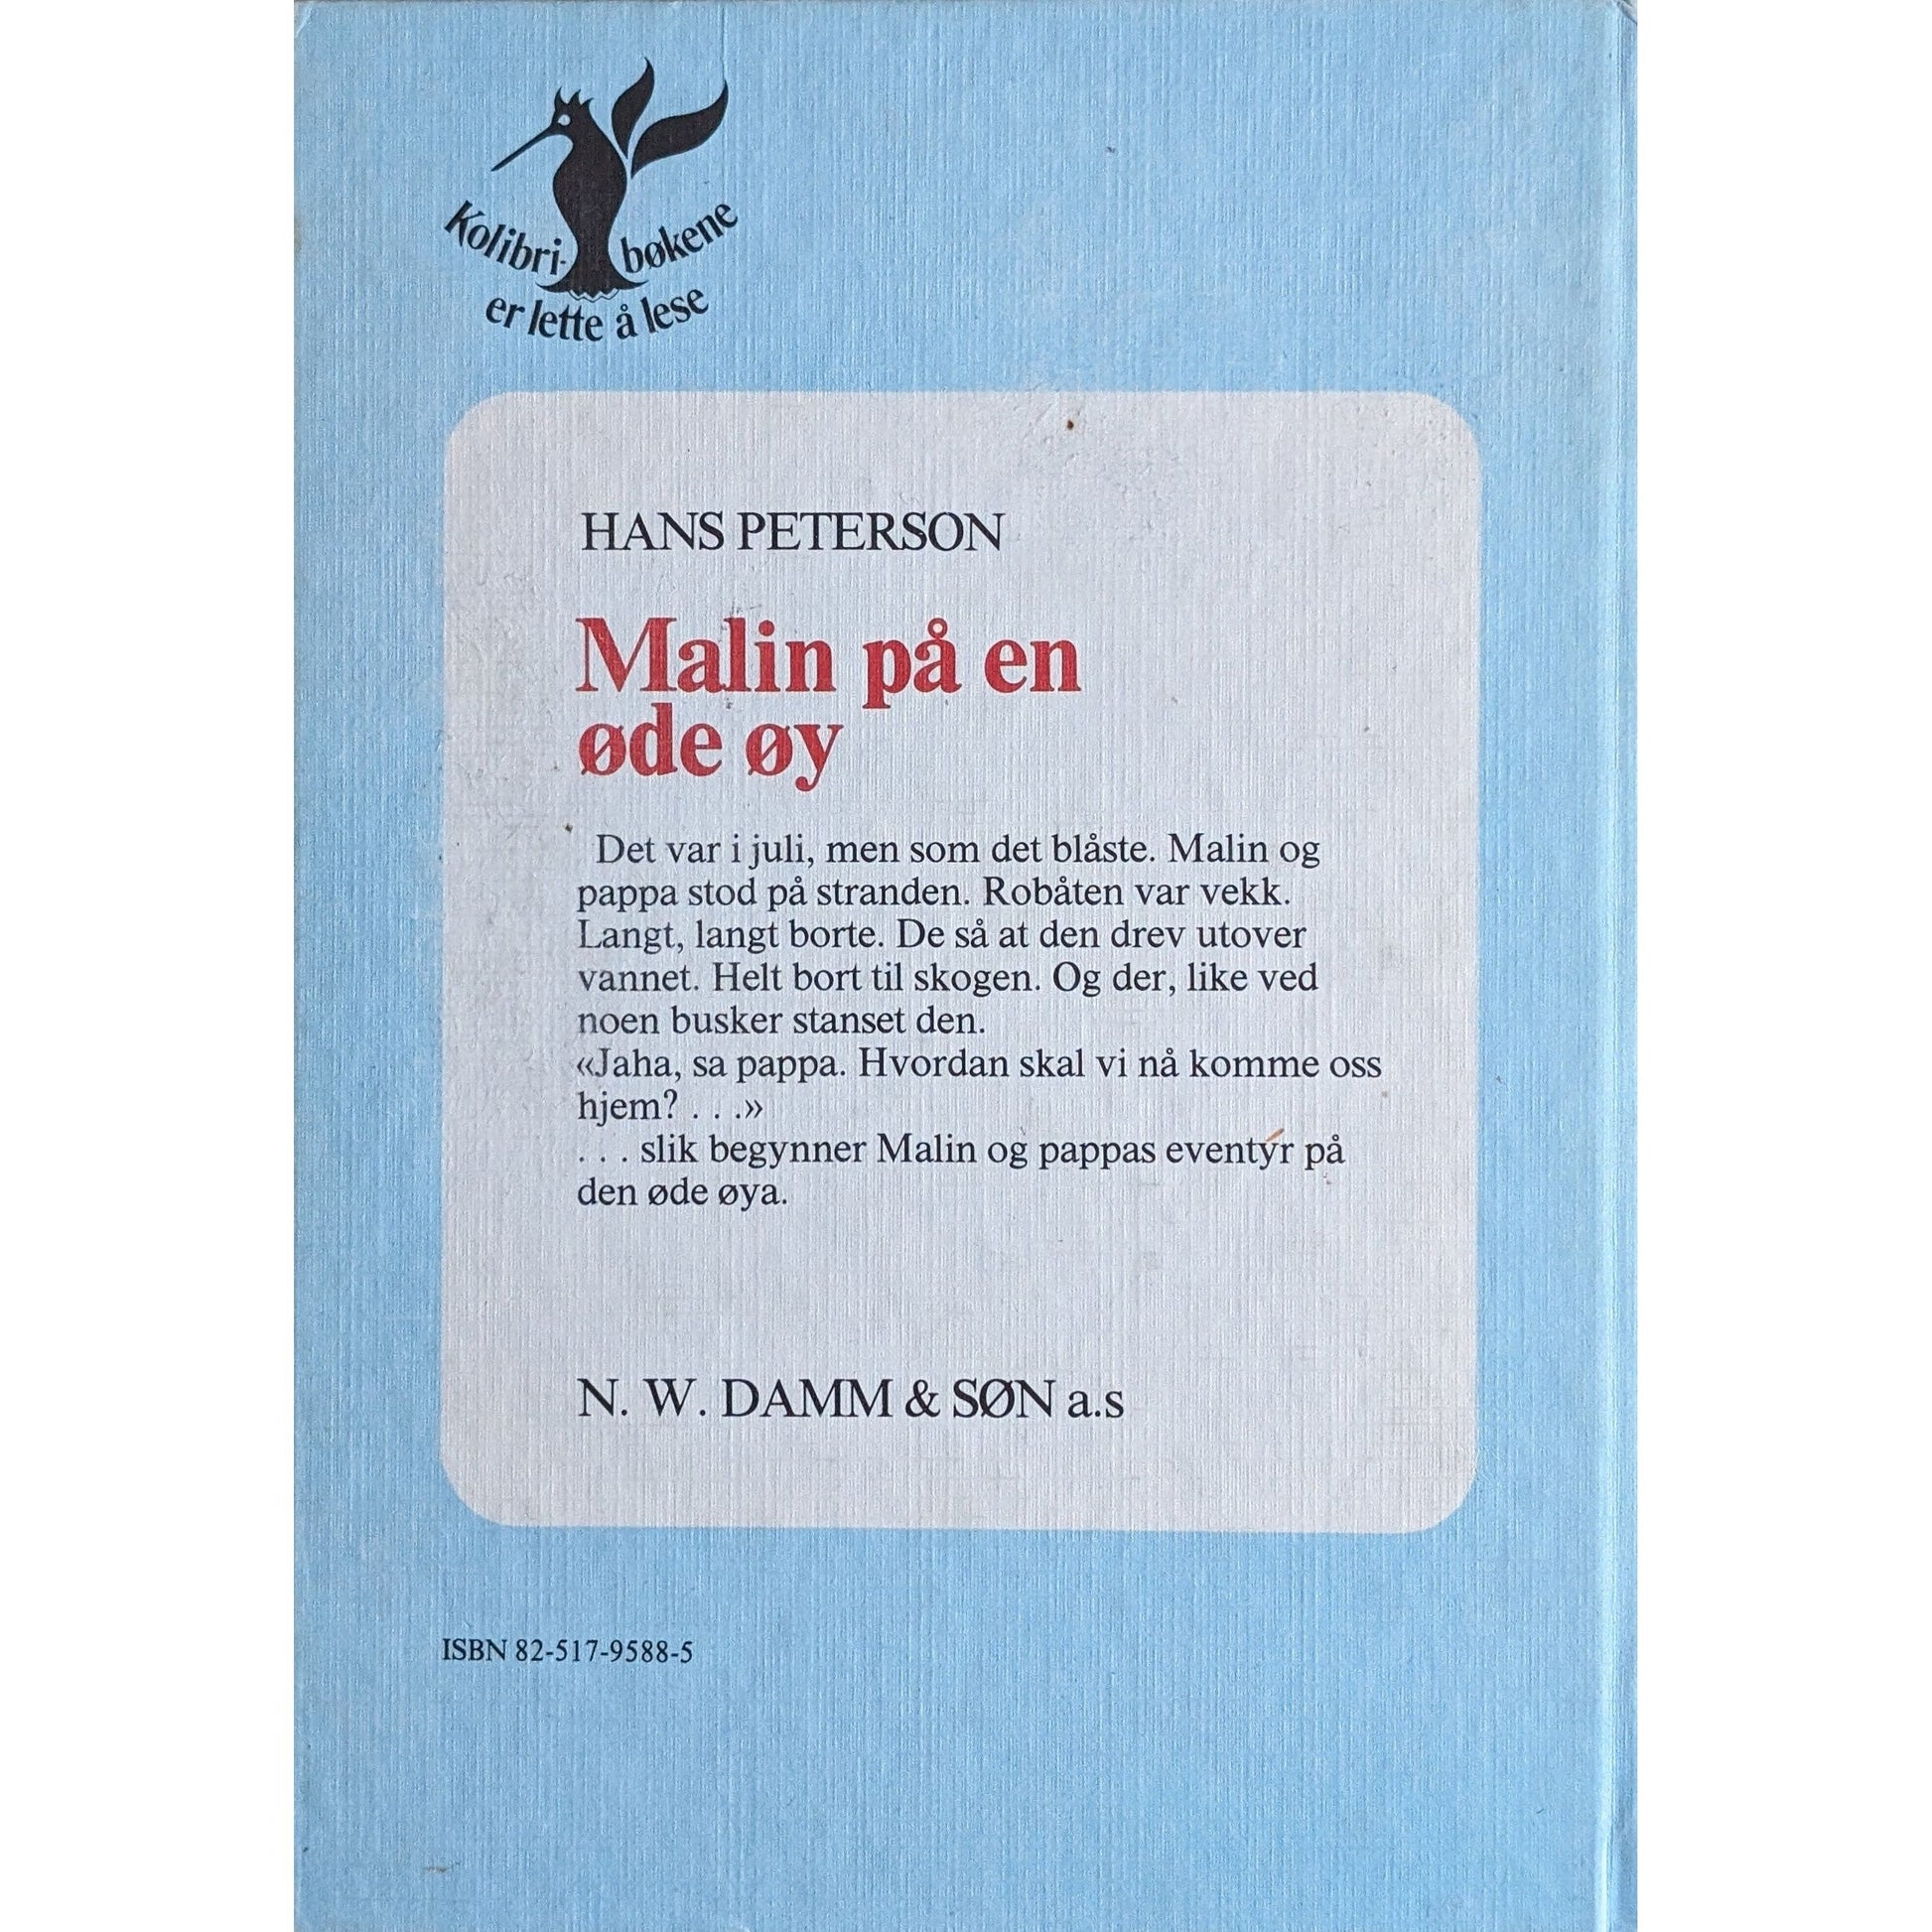 Kolibri-bøkene
er lette å lese
HANS PETERSON
Malin på en
øde øy
Det var i juli, men som det blåste. Malin og
pappa stod på stranden. Robåten var vekk.
Langt, langt borte. De så at den drev utover
vannet. Helt bort til skogen. Og der, like ved
noen busker stanset den.
«Jaha, sa pappa. Hvordan skal vi nå komme oss
hjem? . . .»
. . . slik begynner Malin og pappas eventyr på
den øde øya.
N. W. DAMM & SØN a.s
ISBN 82-517-9588-5